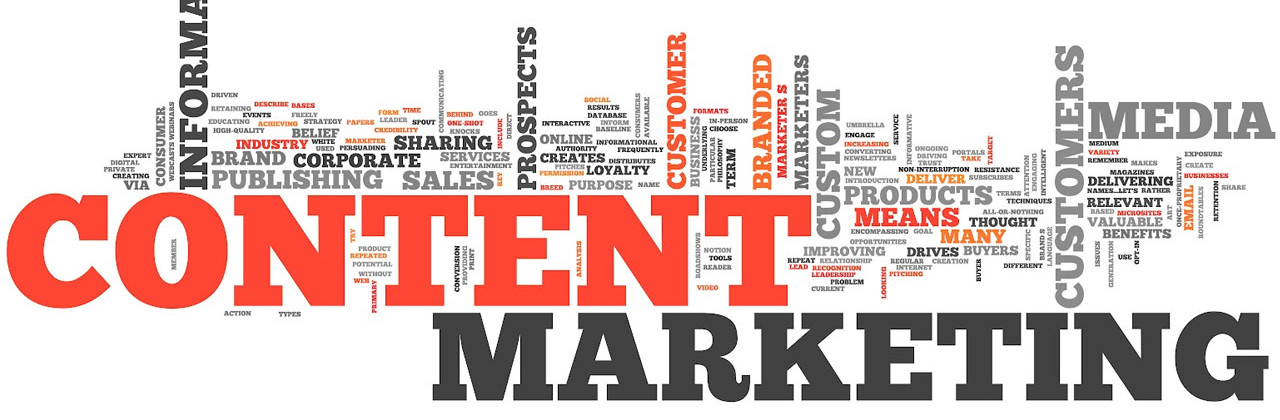 INFORMA
DRIVEN
RETAINING
DESCRIBE
BASES
EVENTS
FREELY
EDUCATING
ACHIEVING
STRATEGY
PAPERS
HIGH-QUALITY
BELIEF
FORM
TIME
LEADER
SPOUT
CREDIBILITY
COMMUNICATING
BEHIND
GOES
ONE-SHOT
KNOCKS
INCLUDE
DIRECT
INDUSTRY
WHITE
USED
MARKETER
PERSUADING
SHARING
BRAND
CORPORATE
SERVICES
ENTERTAINMENT
PUBLISHING
SALES
KEY
CONSUMER
WEBCASTS
WEBINARS
EXPERT
DIGITAL
PRIVATE
CREATING
VIA
PROSPECTS
SOCIAL
RESULTS
DATABASE
INTERACTIVE
INFORM
BASELINE
CONSUMERS
AVAILABLE
ONLINE
INFORMATIONAL
AUTHORITY
FREQUENTLY
CREATES
DISTRIBUTES
PITCHES
LOYALTY
PERMISSION
BREED
PURPOSE
NAME
CUSTOMER
FORMATS
BUSINESS
IN-PERSON
CHOOSE
UNDERLYING
PARTICULAR
PHILOSOPHY
TERM
BRANDED
MARKETER S
MARKETERS
CUSTOM
UMBRELLA
ENGAGE
SERVICE
INCREASING
CONVERTING
NEWSLETTERS
INFORMATIVE
INFORM
ONGOING
DRIVING
TRUST
PORTALS
TAKE
TARGET
NEW
NON-INTERRUPTION
RESISTANCE
INTRODUCTION
DELIVER
SUBSCRIBES
PRODUCTS
TERMS
TECHNIQUES
ATTENTION
ENGAGING
INTELLIGENT
MEANS
ALL-OR-NOTHING
THOUGHT
ENCOMPASSING
GOAL
MANY
OPPORTUNITIES
IMPROVING
DRIVES
BUYERS
REPEAT
RELATIONSHIP
REGULAR
CREATION
LEAD
RECOGNITION
INTERNET
LEADERSHIP
PITCHING
PROBLEM
CURRENT
LOOKING
BUYER
DIFFERENT
SPECIFIC
BRAND S
LANGUAGE
CUSTOMERS
MEDIA
MEDIUM
VARIETY
REMEMBER
MAKES
MAGAZINES
DELIVERING
NAMES...LET'S
RATHER
RELEVANT
BASED
MICROSITES
ART
VALUABLE
BENEFITS
ONCE-PROPRIETARY
EMAIL
ROUNDTABLES
EXPOSURE
CREATE
BUSINESSES
SHARE
RETENTION
ISSUES
GENERATION
USE
OPT-IN
CONTENT
MEMBER
TRY
PRODUCT
REPEATED
POTENTIAL
WITHOUT
WEB
PRIMARY
CONVERSION
PROVIDING
PRINT
ANALYSIS
ROADSHOWS
NOTION
TOOLS
READER
VIDEO
ACTION
TYPES
MARKETING